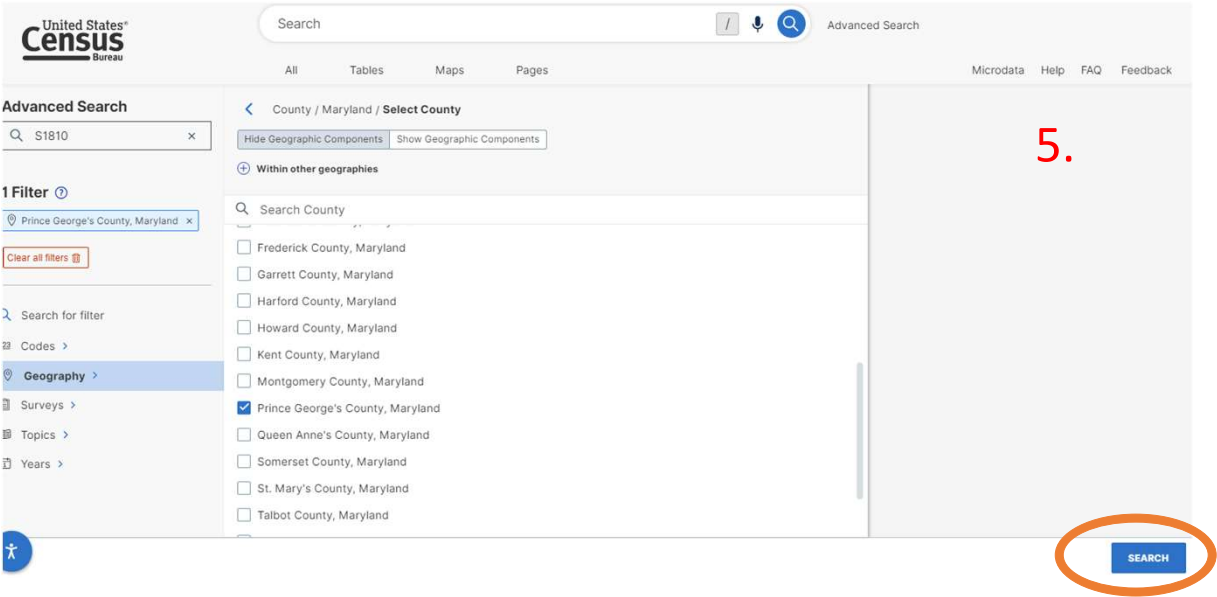 United States®
Census
Bureau
Search
/
Advanced Search
All Tables Maps Pages
Microdata Help FAQ Feedback
Advanced Search
S1810 ×
1 Filter ?
Prince George's County, Maryland ×
Clear all filters
Search for filter
Codes >
Geography >
Surveys >
Topics >
Years >
< County / Maryland / Select County
Hide Geographic Components Show Geographic Components
Within other geographies
Search County
Frederick County, Maryland
Garrett County, Maryland
Harford County, Maryland
Howard County, Maryland
Kent County, Maryland
Montgomery County, Maryland
Prince George's County, Maryland
Queen Anne's County, Maryland
Somerset County, Maryland
St. Mary's County, Maryland
Talbot County, Maryland
5.
SEARCH